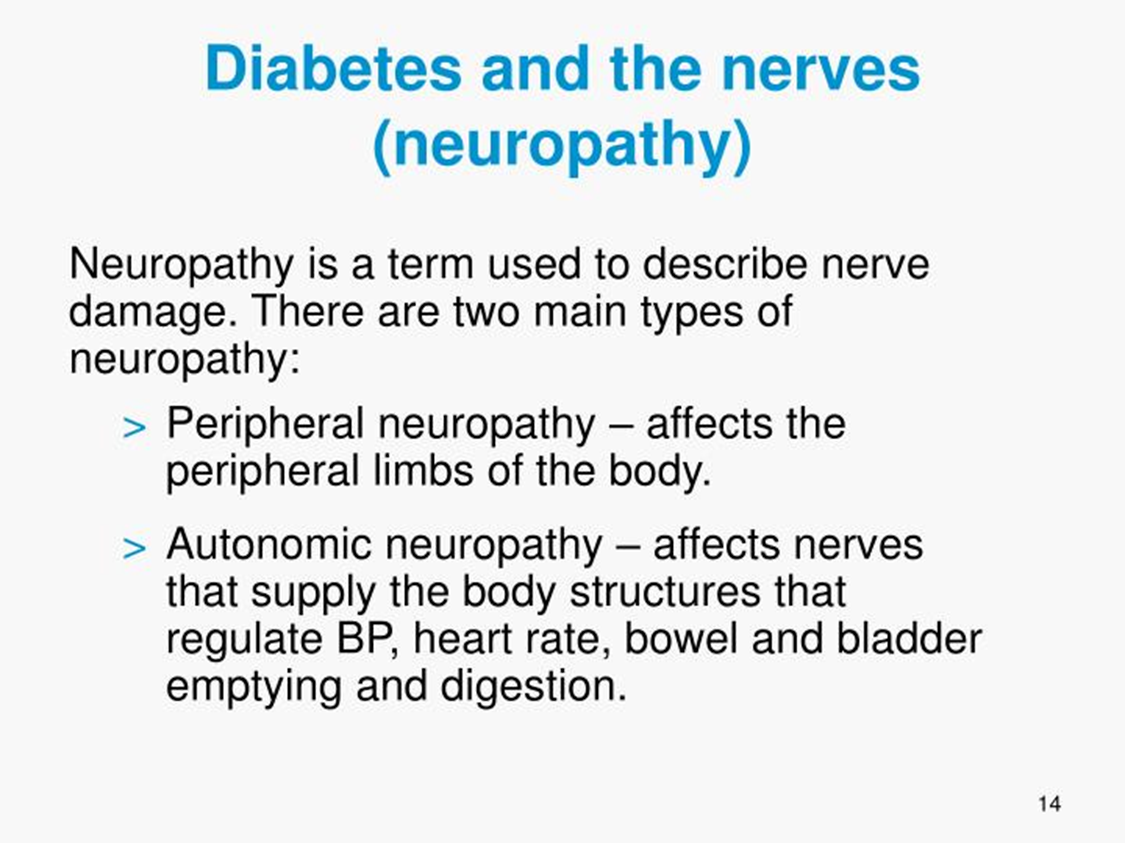 Diabetes and the nerves
(neuropathy)
Neuropathy is a term used to describe nerve
damage. There are two main types of
neuropathy:
> Peripheral neuropathy – affects the
peripheral limbs of the body.
> Autonomic neuropathy – affects nerves
that supply the body structures that
regulate BP, heart rate, bowel and bladder
emptying and digestion.
14